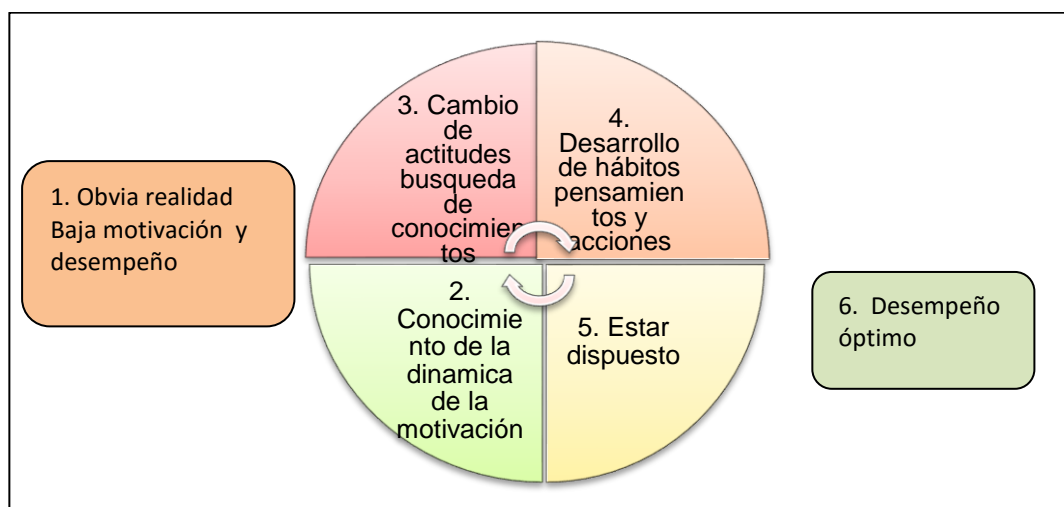 1. Obvia realidad
Baja motivación y
desempeño
2.
Conocimie
nto de la
dinamica
de la
motivación
3. Cambio
de
actitudes
busqueda
de
conocimien
tos
4.
Desarrollo
de hábitos
pensamien
tos y
acciones
5. Estar
dispuesto
6. Desempeño
óptimo